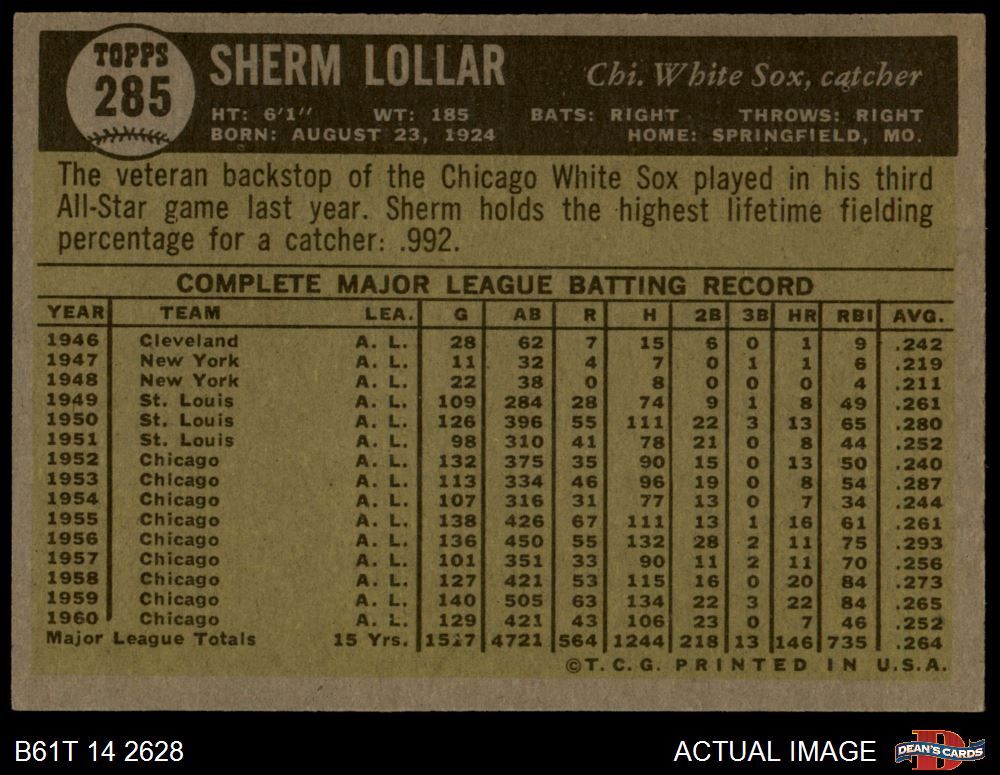 TOPPS
285
SHERM LOLLAR Chi. White Sox, catcher
HT: 6'1" WT: 185 BATS: RIGHT THROWS: RIGHT
BORN: AUGUST 23, 1924 HOME: SPRINGFIELD, MO.
The veteran backstop of the Chicago White Sox played in his third
All-Star game last year. Sherm holds the highest lifetime fielding
percentage for a catcher: .992.
COMPLETE MAJOR LEAGUE BATTING RECORD
YEAR TEAM LEA. G AB R H 2B 3B HR RBI AVG.
1946 Cleveland A. L. 28 62 7 15 6 0 1 9 .242
1947 New York A. L. 11 32 4 7 0 1 1 6 .219
1948 New York A. L. 22 38 0 8 0 0 0 4 .211
1949 St. Louis A. L. 109 284 28 74 9 1 8 49 .261
1950 St. Louis A. L. 126 396 55 111 22 3 13 65 .280
1951 St. Louis A. L. 98 310 41 78 21 0 8 44 .252
1952 Chicago A. L. 132 375 35 90 15 0 13 50 .240
1953 Chicago A. L. 113 334 46 96 19 0 8 54 .287
1954 Chicago A. L. 107 316 31 77 13 0 7 34 .244
1955 Chicago A. L. 138 426 67 111 13 1 16 61 .261
1956 Chicago A. L. 136 450 55 132 28 2 11 75 .293
1957 Chicago A. L. 101 351 33 90 11 2 11 70 .256
1958 Chicago A. L. 127 421 53 115 16 0 20 84 .273
1959 Chicago A. L. 140 505 63 134 22 3 22 84 .265
1960 Chicago A. L. 129 421 43 106 23 0 7 46 .252
Major League Totals 15 Yrs. 1517 4721 564 1244 218 13 146 735 .264
©T.C.G. PRINTED IN U.S.A.
B61T 14 2628 ACTUAL IMAGE DEAN'S CARDS